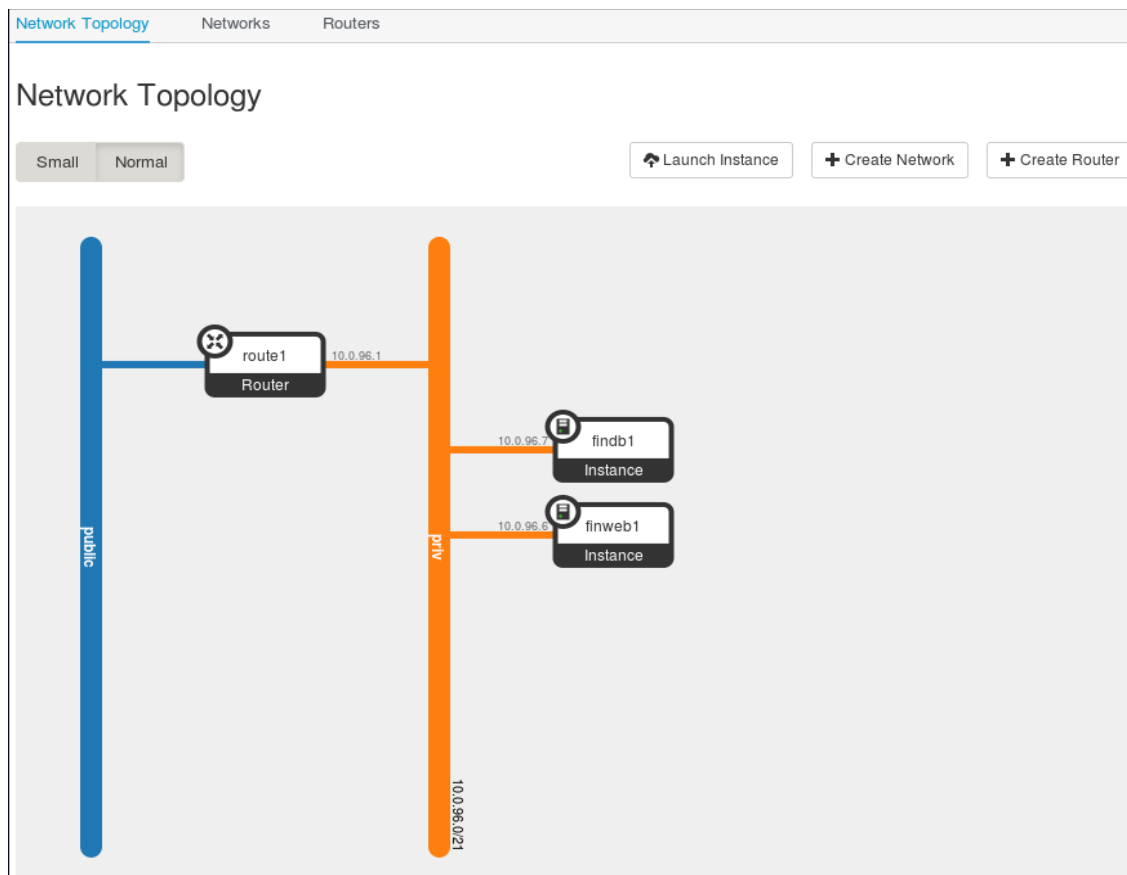 Network Topology Networks Routers
Network Topology
Small Normal Launch Instance Create Network Create Router
route1
Router
10.0.96.1
10.0.96.7
findb1
Instance
10.0.96.6
finweb1
Instance
public
priv
10.0.96.0/21